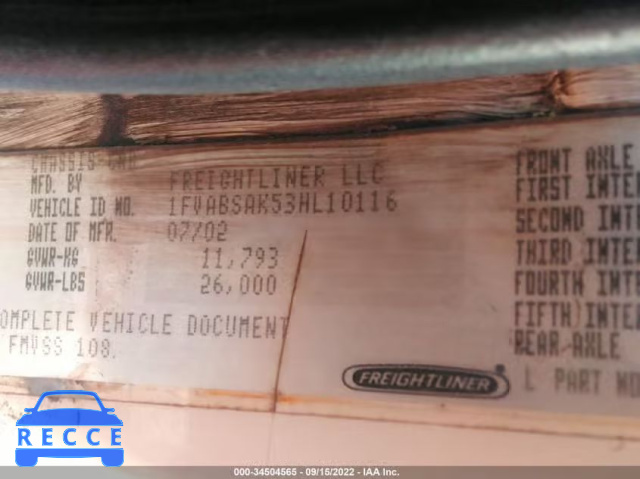 CHASSIS-CAB
MFD. BY FREIGHTLINER LLC
VEHICLE ID NO. 1FVABSAK53HL10116
DATE OF MFR. 07/02
GVWR-KG 11,793
GVWR-LBS 26,000
OMPLETE VEHICLE DOCUMENT
FMVSS 108.
FRONT AXLE
FIRST INTER
SECOND INTE
THIRD INTER
FOURTH INTE
FIFTH INTER
REAR AXLE
FREIGHTLINER
L PART NO
RECCE
000-34504565 - 09/15/2022 - IAA Inc.